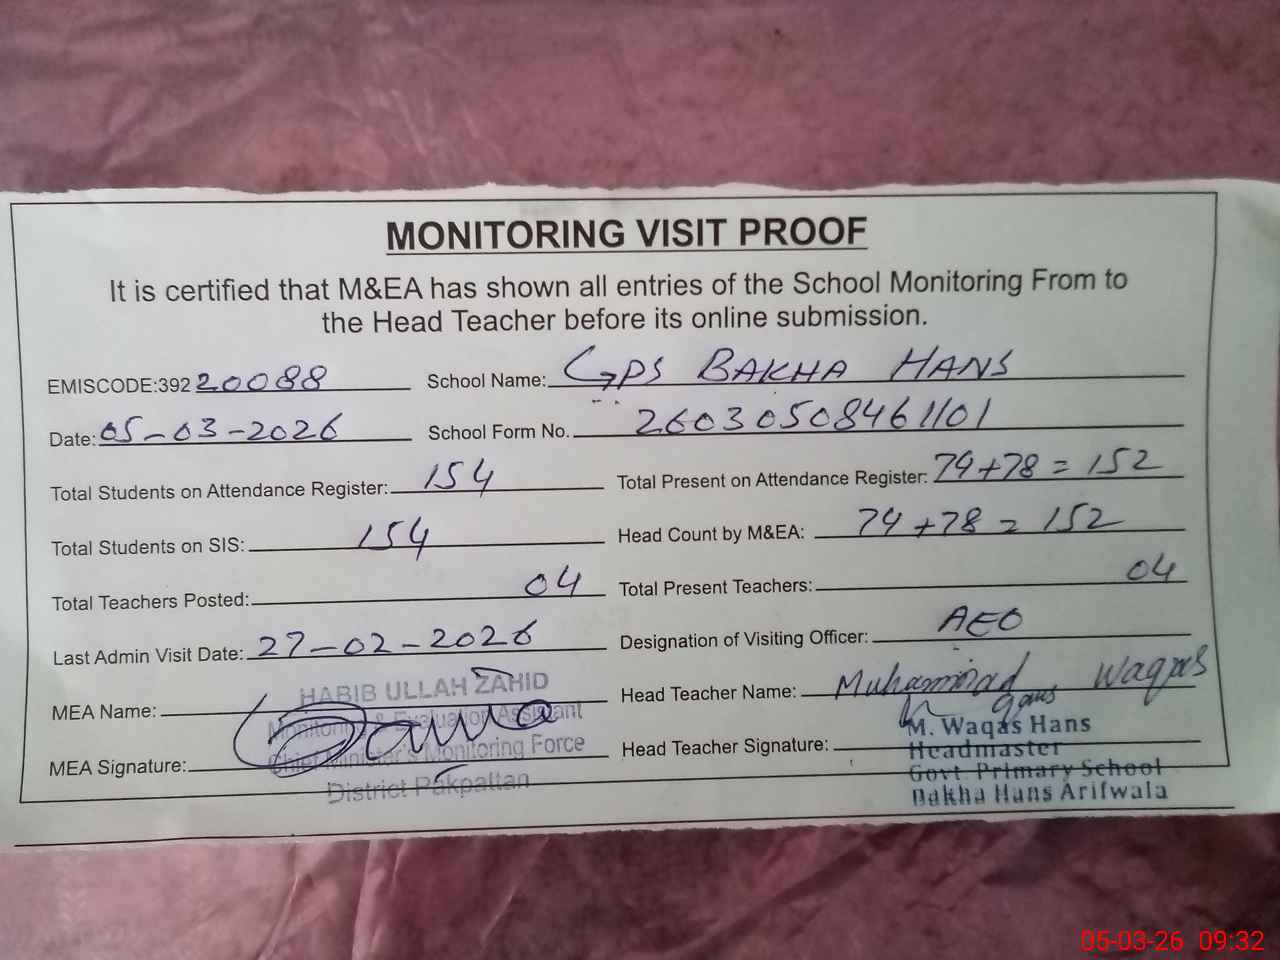 MONITORING VISIT PROOF
It is certified that M&EA has shown all entries of the School Monitoring From to
the Head Teacher before its online submission.
EMISCODE:392 20088 School Name: GPS BAKHA HANS
Date: 05-03-2026 School Form No. 26030508461101
Total Students on Attendance Register: 154 Total Present on Attendance Register: 74+78=152
Total Students on SIS: 154 Head Count by M&EA: 74+78=152
Total Teachers Posted: 04 Total Present Teachers: 04
Last Admin Visit Date: 27-02-2026 Designation of Visiting Officer: AEO
MEA Name: HABIB ULLAH ZAHID Head Teacher Name: Muhammad Waqas
Monitoring & Evaluation Assistant
M. Waqas Hans
MEA Signature: Chief Minister's Monitoring Force Head Teacher Signature: Headmaster
District Pakpattan Govt. Primary School
Bakha Hans Arifwala
05-03-26 09:32